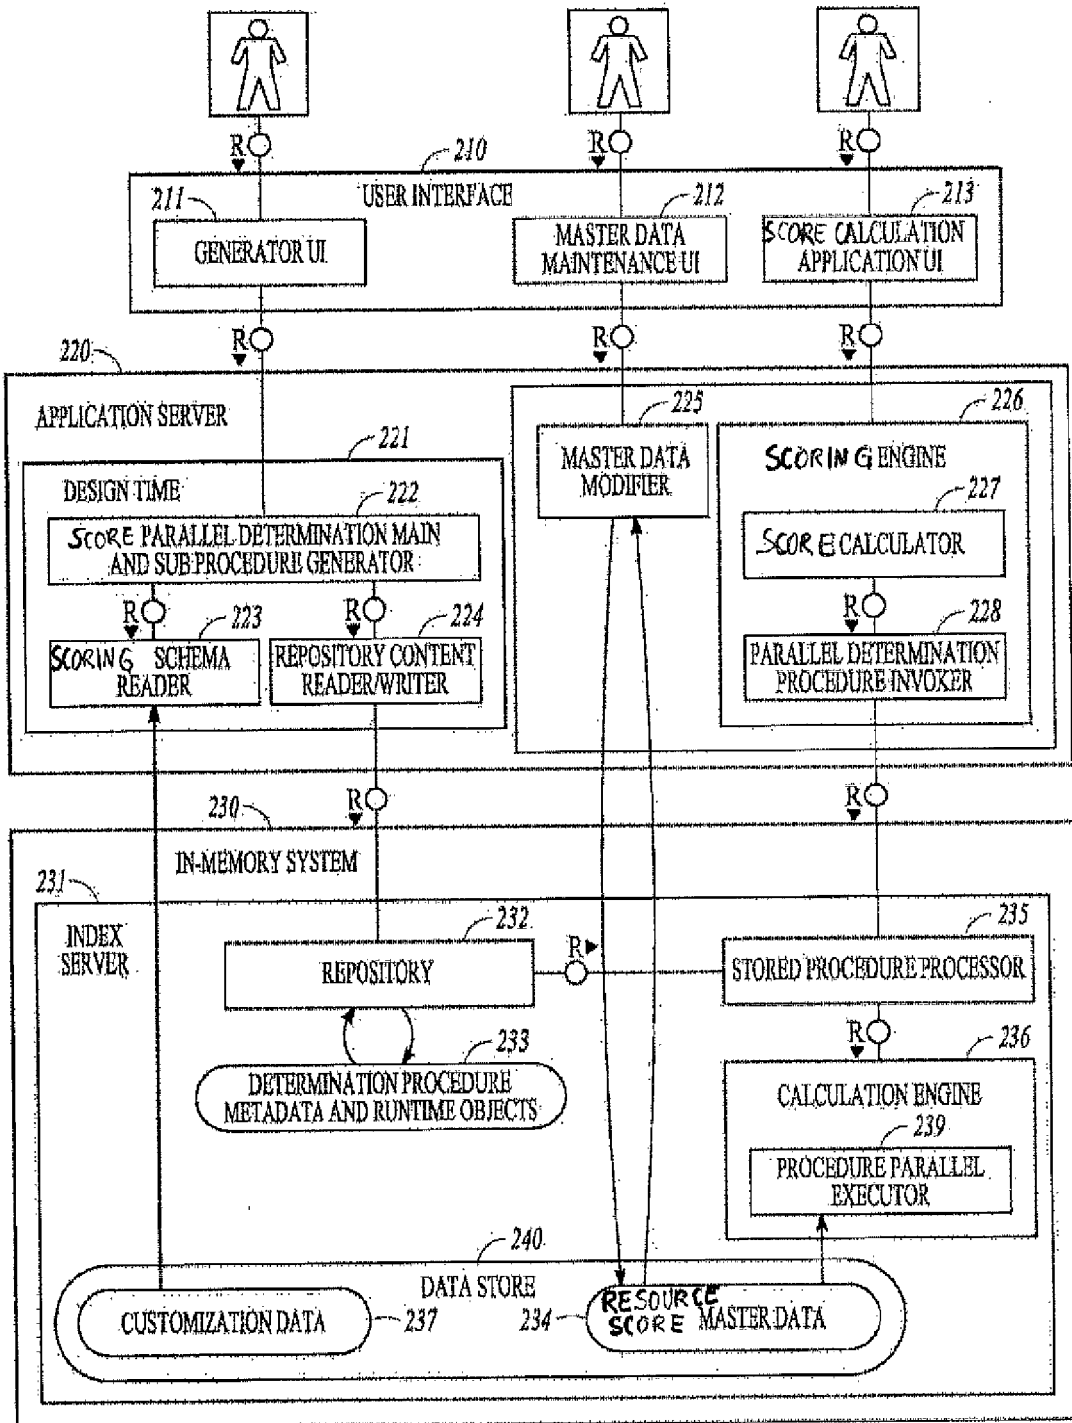 R
R
R
210
USER INTERFACE
211
GENERATOR UI
212
MASTER DATA
MAINTENANCE UI
213
SCORE CALCULATION
APPLICATION UI
R
R
R
220
APPLICATION SERVER
221
DESIGN TIME
222
SCORE PARALLEL DETERMINATION MAIN
AND SUB PROCEDURE GENERATOR
R
R
223
SCORING SCHEMA
READER
224
REPOSITORY CONTENT
READER/WRITER
225
MASTER DATA
MODIFIER
226
SCORING ENGINE
227
SCORE CALCULATOR
R
228
PARALLEL DETERMINATION
PROCEDURE INVOKER
R
R
230
IN-MEMORY SYSTEM
231
INDEX
SERVER
232
REPOSITORY
R
235
STORED PROCEDURE PROCESSOR
233
DETERMINATION PROCEDURE
METADATA AND RUNTIME OBJECTS
R
236
CALCULATION ENGINE
239
PROCEDURE PARALLEL
EXECUTOR
240
DATA STORE
CUSTOMIZATION DATA
237
234
RESOURCE
SCORE MASTER DATA